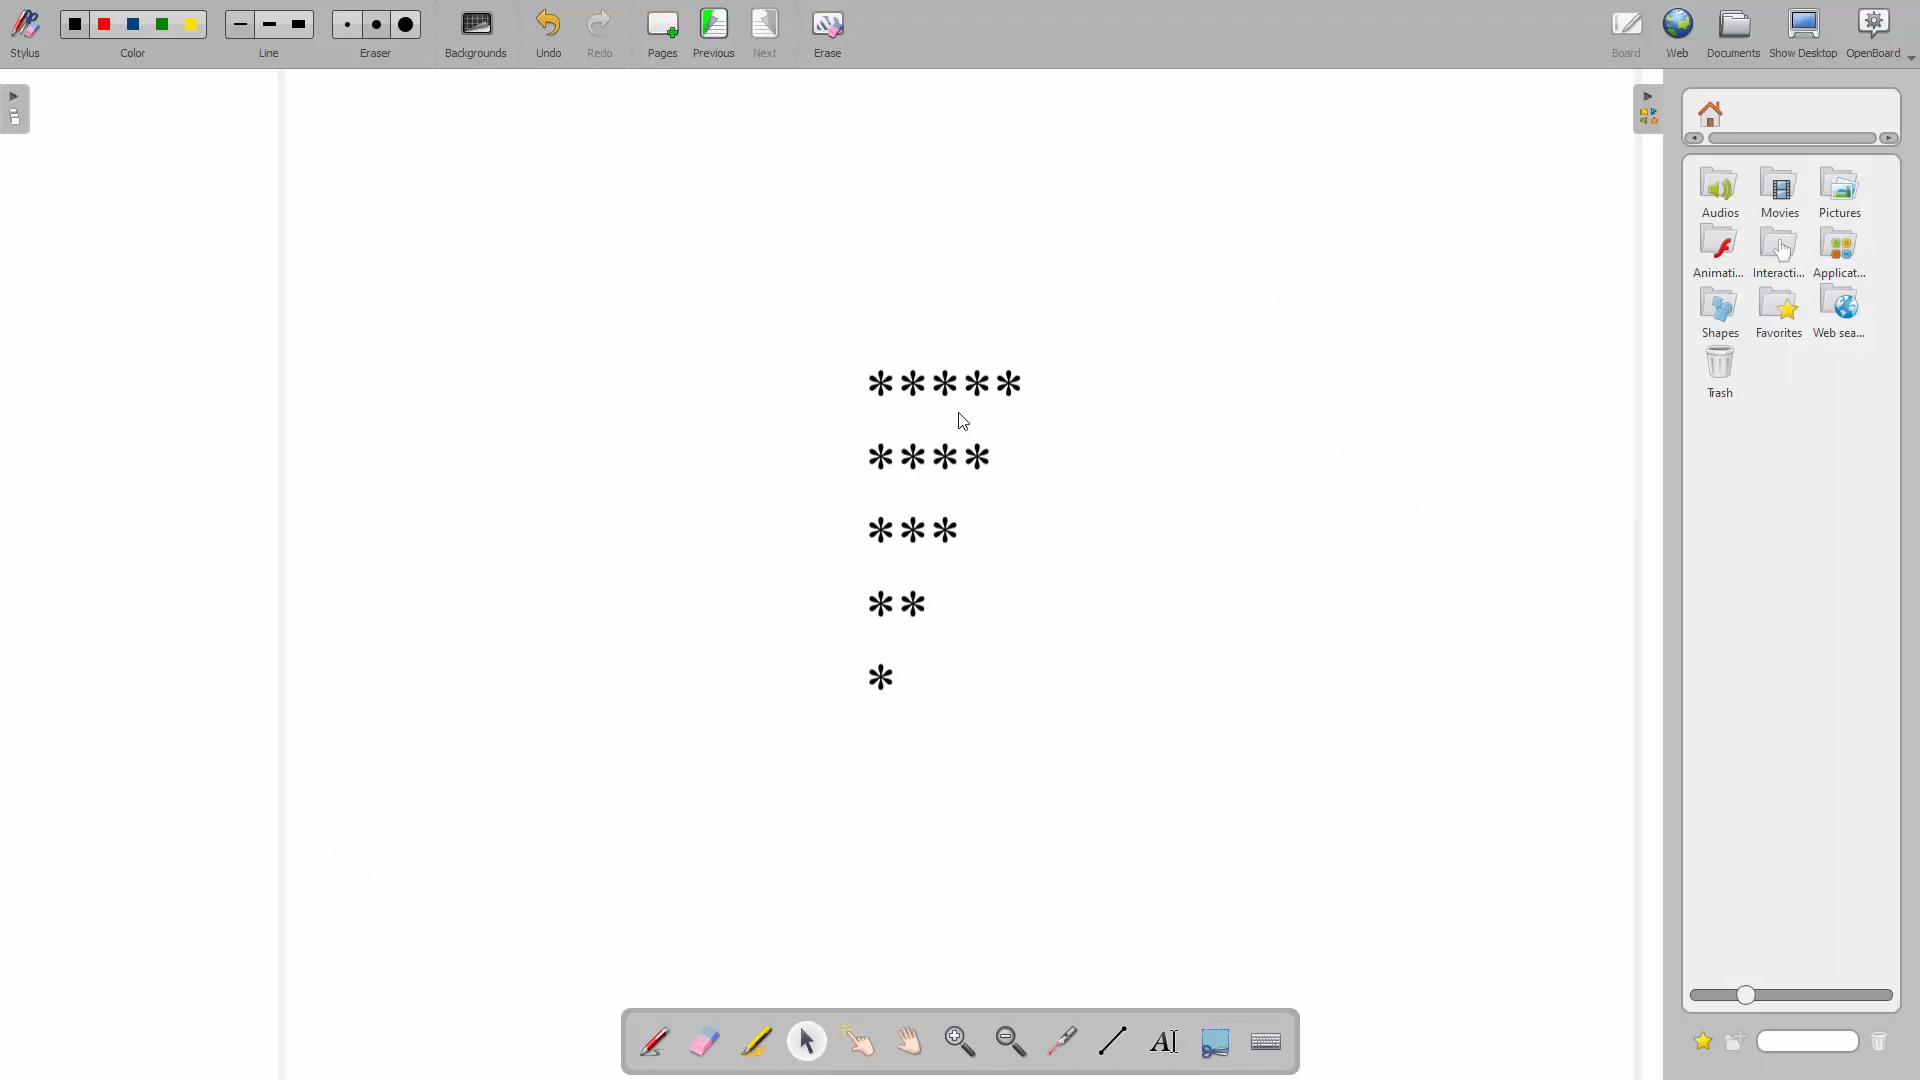 Stylus
Color
Line
Eraser
Backgrounds
Undo
Redo
Pages
Previous
Next
Erase
Board
Web
Documents
Show Desktop
OpenBoard
*****
****
***
**
*
Audios
Movies
Pictures
Animati...
Interacti...
Applicat...
Shapes
Favorites
Web sea...
Trash